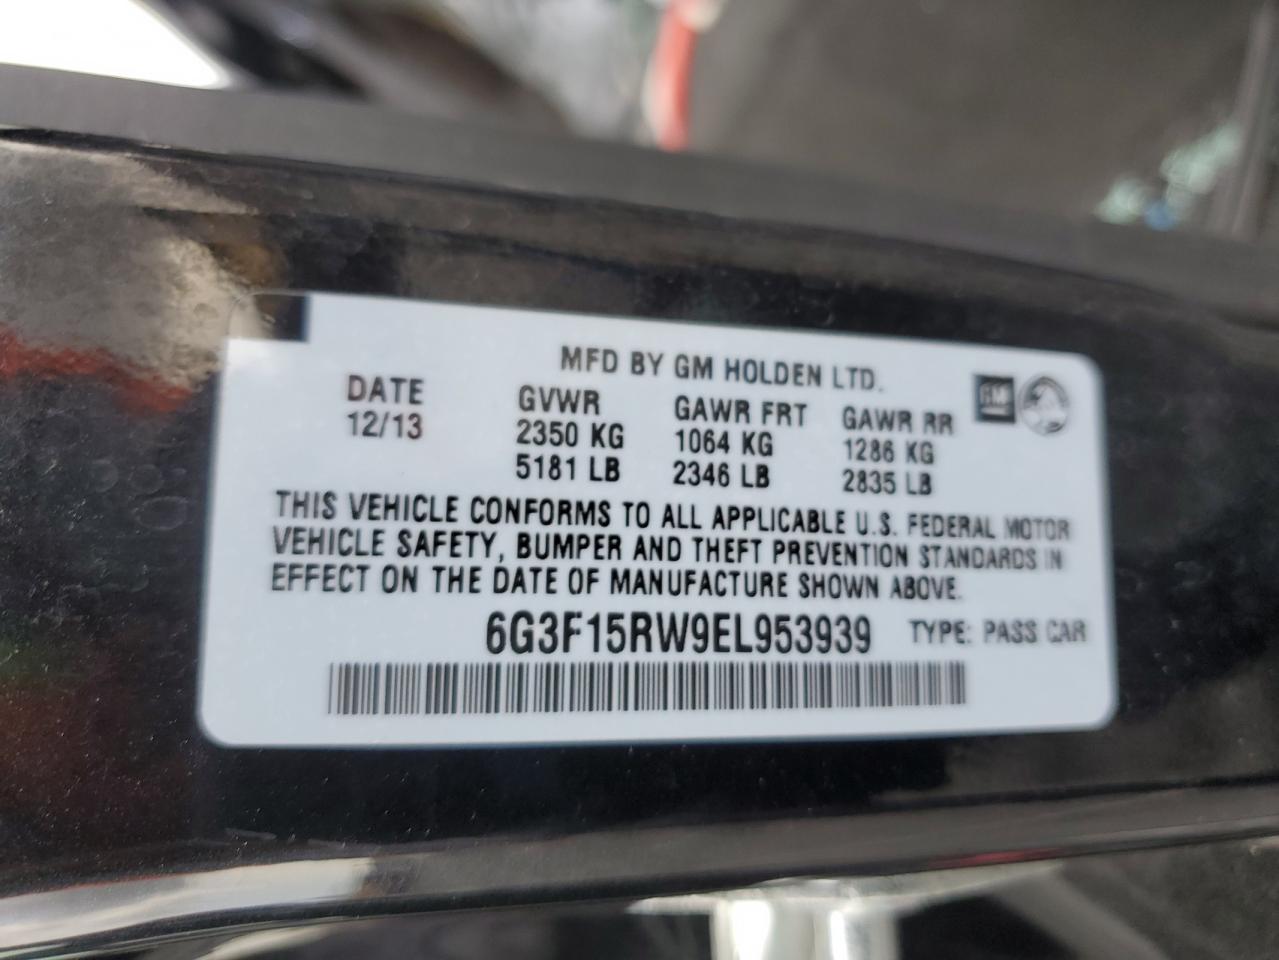 MFD BY GM HOLDEN LTD.
DATE GVWR GAWR FRT GAWR RR GM
12/13 2350 KG 1064 KG 1286 KG
5181 LB 2346 LB 2835 LB
THIS VEHICLE CONFORMS TO ALL APPLICABLE U.S. FEDERAL MOTOR
VEHICLE SAFETY, BUMPER AND THEFT PREVENTION STANDARDS IN
EFFECT ON THE DATE OF MANUFACTURE SHOWN ABOVE.
6G3F15RW9EL953939 TYPE: PASS CAR